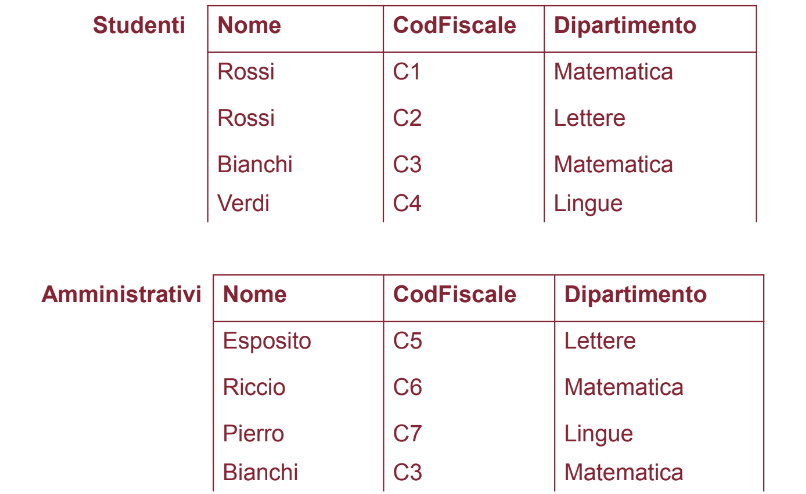 Studenti Nome CodFiscale Dipartimento
Rossi C1 Matematica
Rossi C2 Lettere
Bianchi C3 Matematica
Verdi C4 Lingue
Amministrativi Nome CodFiscale Dipartimento
Esposito C5 Lettere
Riccio C6 Matematica
Pierro C7 Lingue
Bianchi C3 Matematica